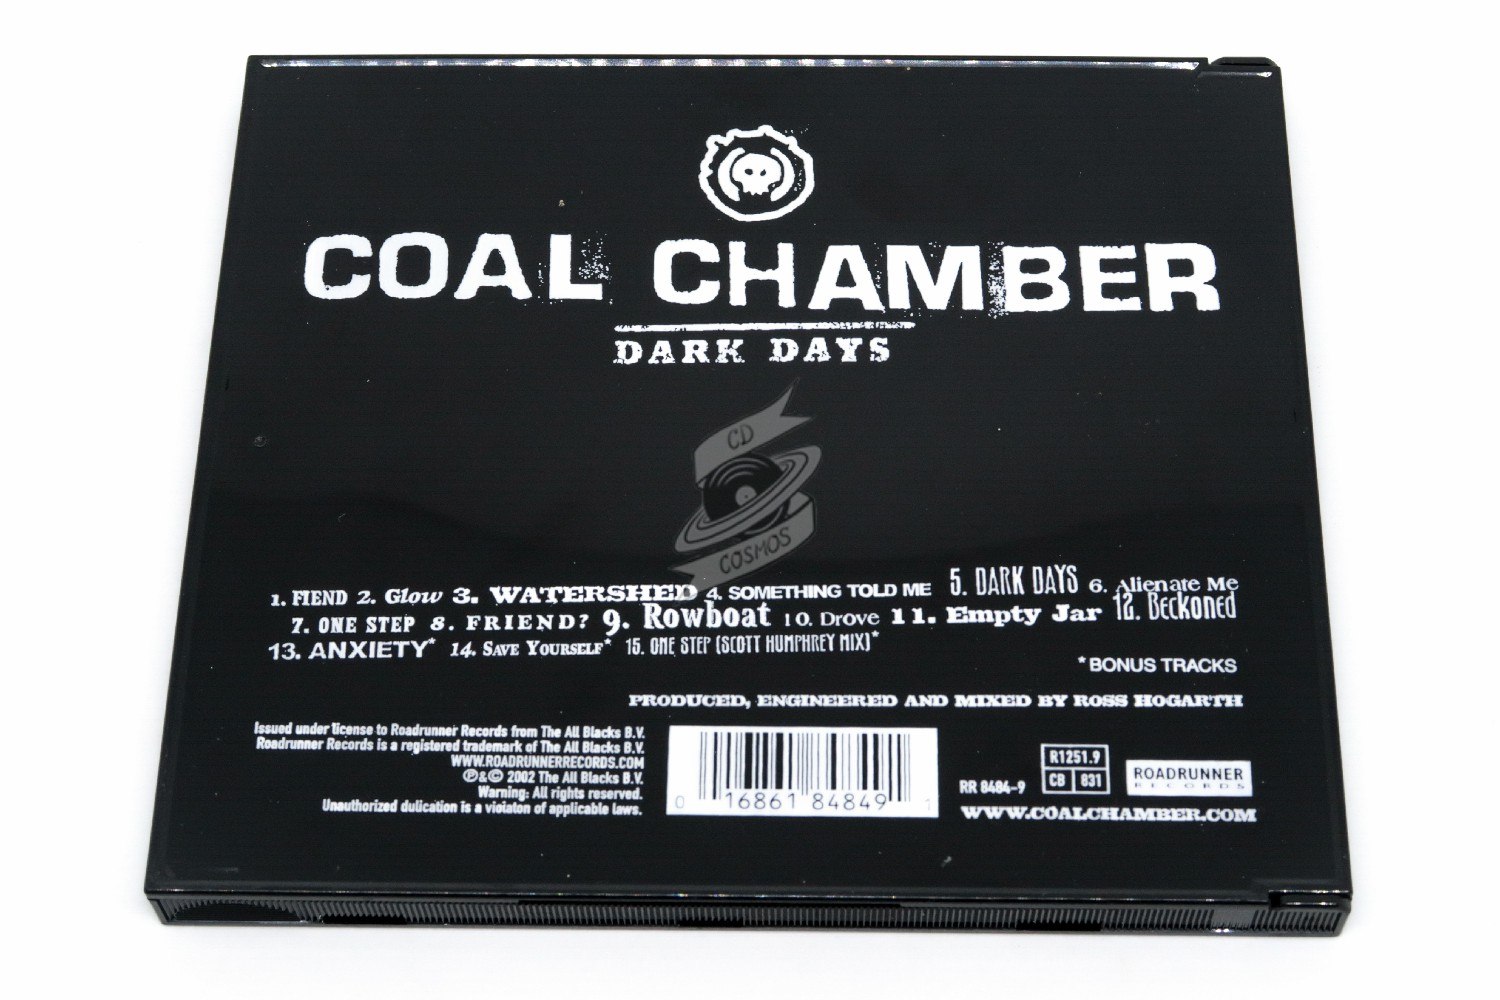 COAL CHAMBER
DARK DAYS
CD
COSMOS
1. FIEND 2. Glow 3. WATERSHED 4. SOMETHING TOLD ME 5. DARK DAYS 6. Alienate Me
7. ONE STEP 8. FRIEND? 9. Rowboat 10. Drove 11. Empty Jar 12. Beckoned
13. ANXIETY* 14. SAVE YOURSELF* 15. ONE STEP (SCOTT HUMPHREY MIX)*
*BONUS TRACKS
PRODUCED, ENGINEERED AND MIXED BY ROSS HOGARTH
Issued under license to Roadrunner Records from The All Blacks B.V.
Roadrunner Records is a registered trademark of The All Blacks B.V.
WWW.ROADRUNNERRECORDS.COM
℗&© 2002 The All Blacks B.V.
Warning: All rights reserved.
Unauthorized dulication is a violaton of applicable laws.
0 16861 84849 1
RR 8484-9
R1251.9
CB 831
ROADRUNNER
RECORDS
WWW.COALCHAMBER.COM